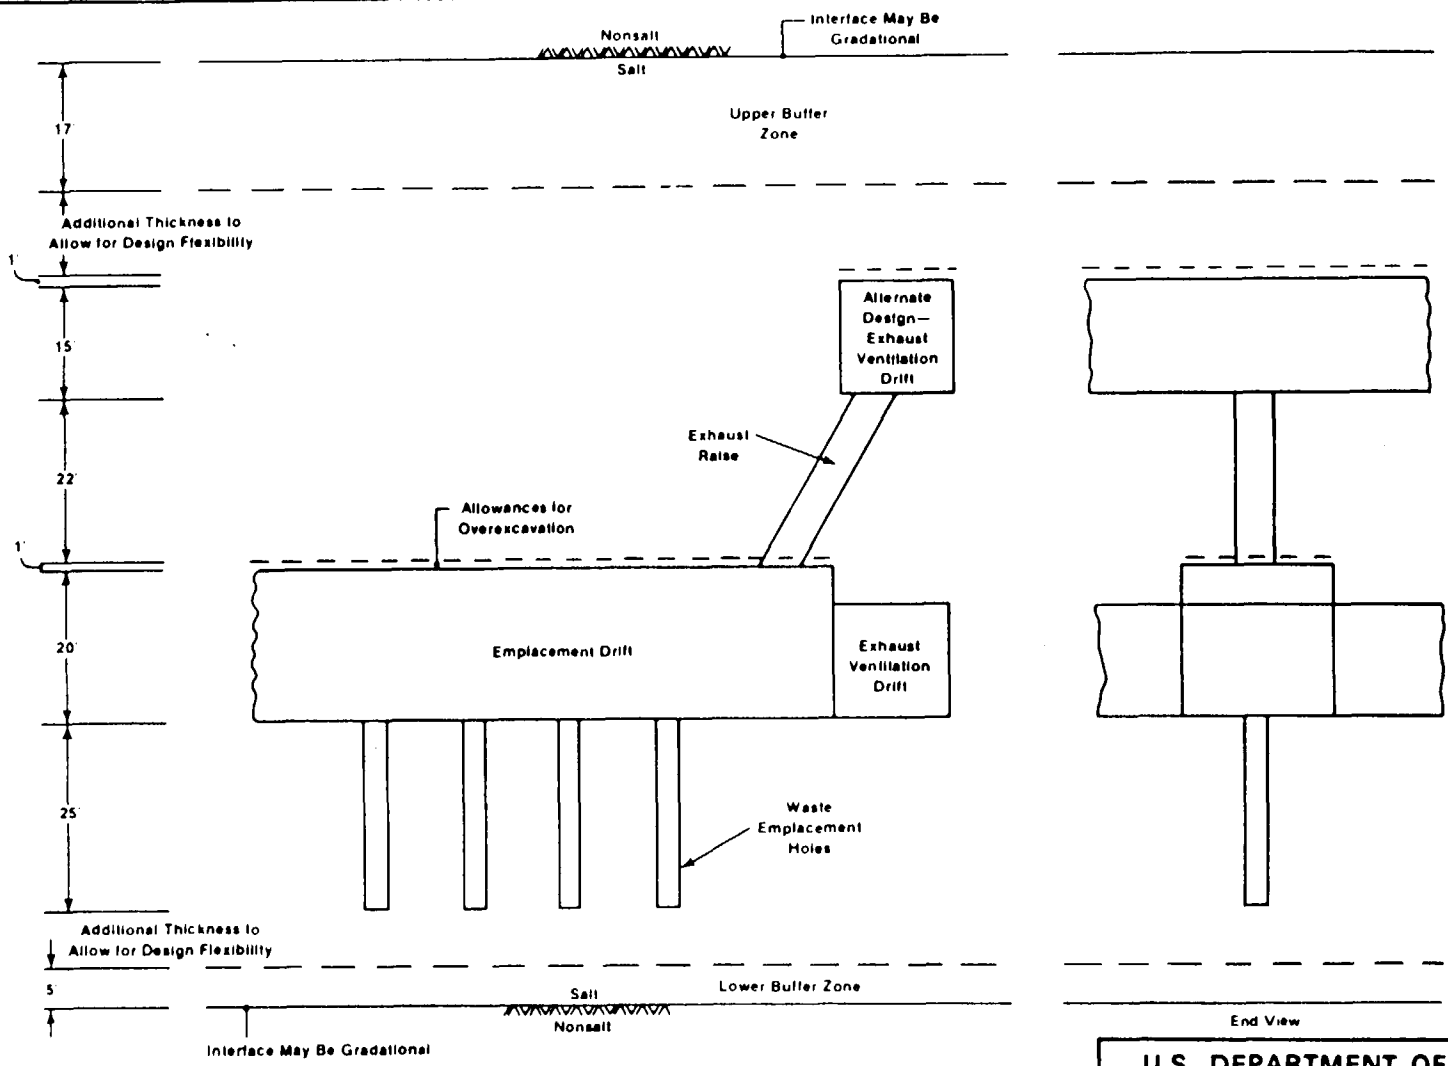 Interface May Be
Gradational
Nonsalt
Salt
17'
Upper Buffer
Zone
Additional Thickness to
Allow for Design Flexibility
1'
15'
Alternate
Design—
Exhaust
Ventilation
Drift
22'
Exhaust
Raise
Allowances for
Overexcavation
1'
20'
Emplacement Drift
Exhaust
Ventilation
Drift
25'
Waste
Emplacement
Holes
Additional Thickness to
Allow for Design Flexibility
5'
Salt
Lower Buffer Zone
Nonsalt
End View
Interface May Be Gradational
U.S. DEPARTMENT OF